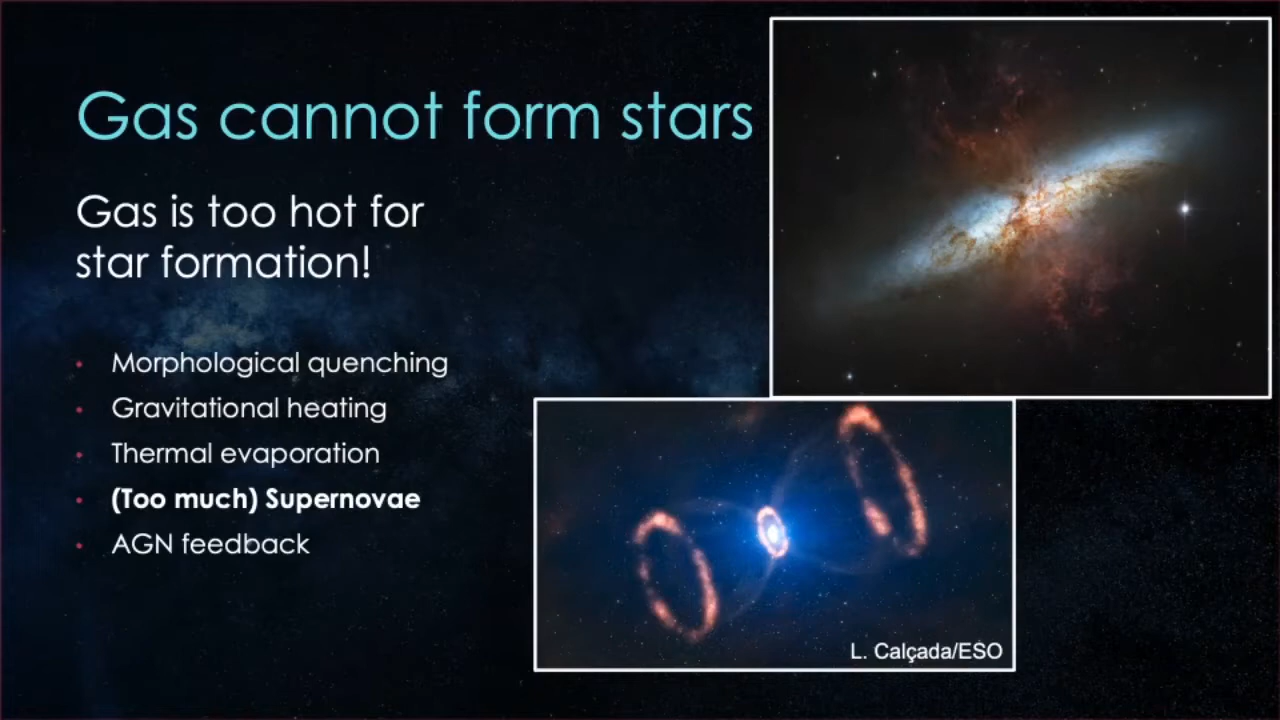 Gas cannot form stars
Gas is too hot for
star formation!
• Morphological quenching
• Gravitational heating
• Thermal evaporation
• (Too much) Supernovae
• AGN feedback
L. Calçada/ESO